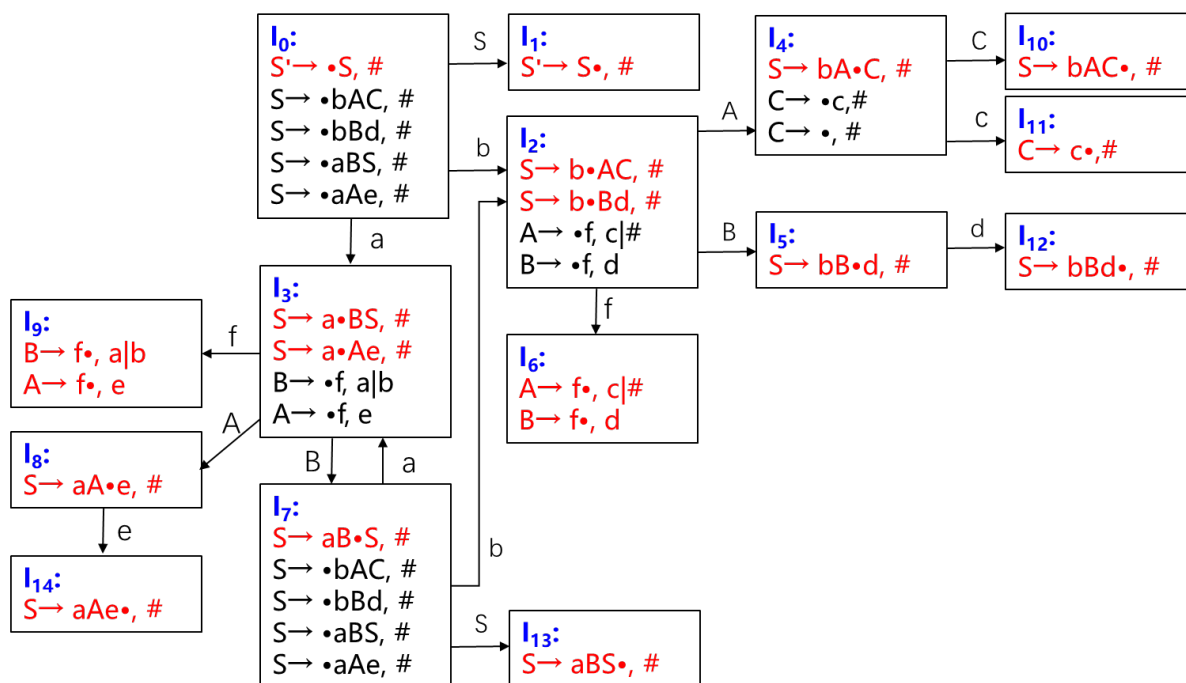 I₀:
S'→ •S, #
S→ •bAC, #
S→ •bBd, #
S→ •aBS, #
S→ •aAe, #
S
I₁:
S'→ S•, #
b
I₂:
S→ b•AC, #
S→ b•Bd, #
A→ •f, c|#
B→ •f, d
A
I₄:
S→ bA•C, #
C→ •c,#
C→ •, #
C
I₁₀:
S→ bAC•, #
c
I₁₁:
C→ c•,#
B
I₅:
S→ bB•d, #
d
I₁₂:
S→ bBd•, #
a
I₃:
S→ a•BS, #
S→ a•Ae, #
B→ •f, a|b
A→ •f, e
f
I₉:
B→ f•, a|b
A→ f•, e
f
I₆:
A→ f•, c|#
B→ f•, d
A
I₈:
S→ aA•e, #
B
a
I₇:
S→ aB•S, #
S→ •bAC, #
S→ •bBd, #
S→ •aBS, #
S→ •aAe, #
b
e
I₁₄:
S→ aAe•, #
S
I₁₃:
S→ aBS•, #